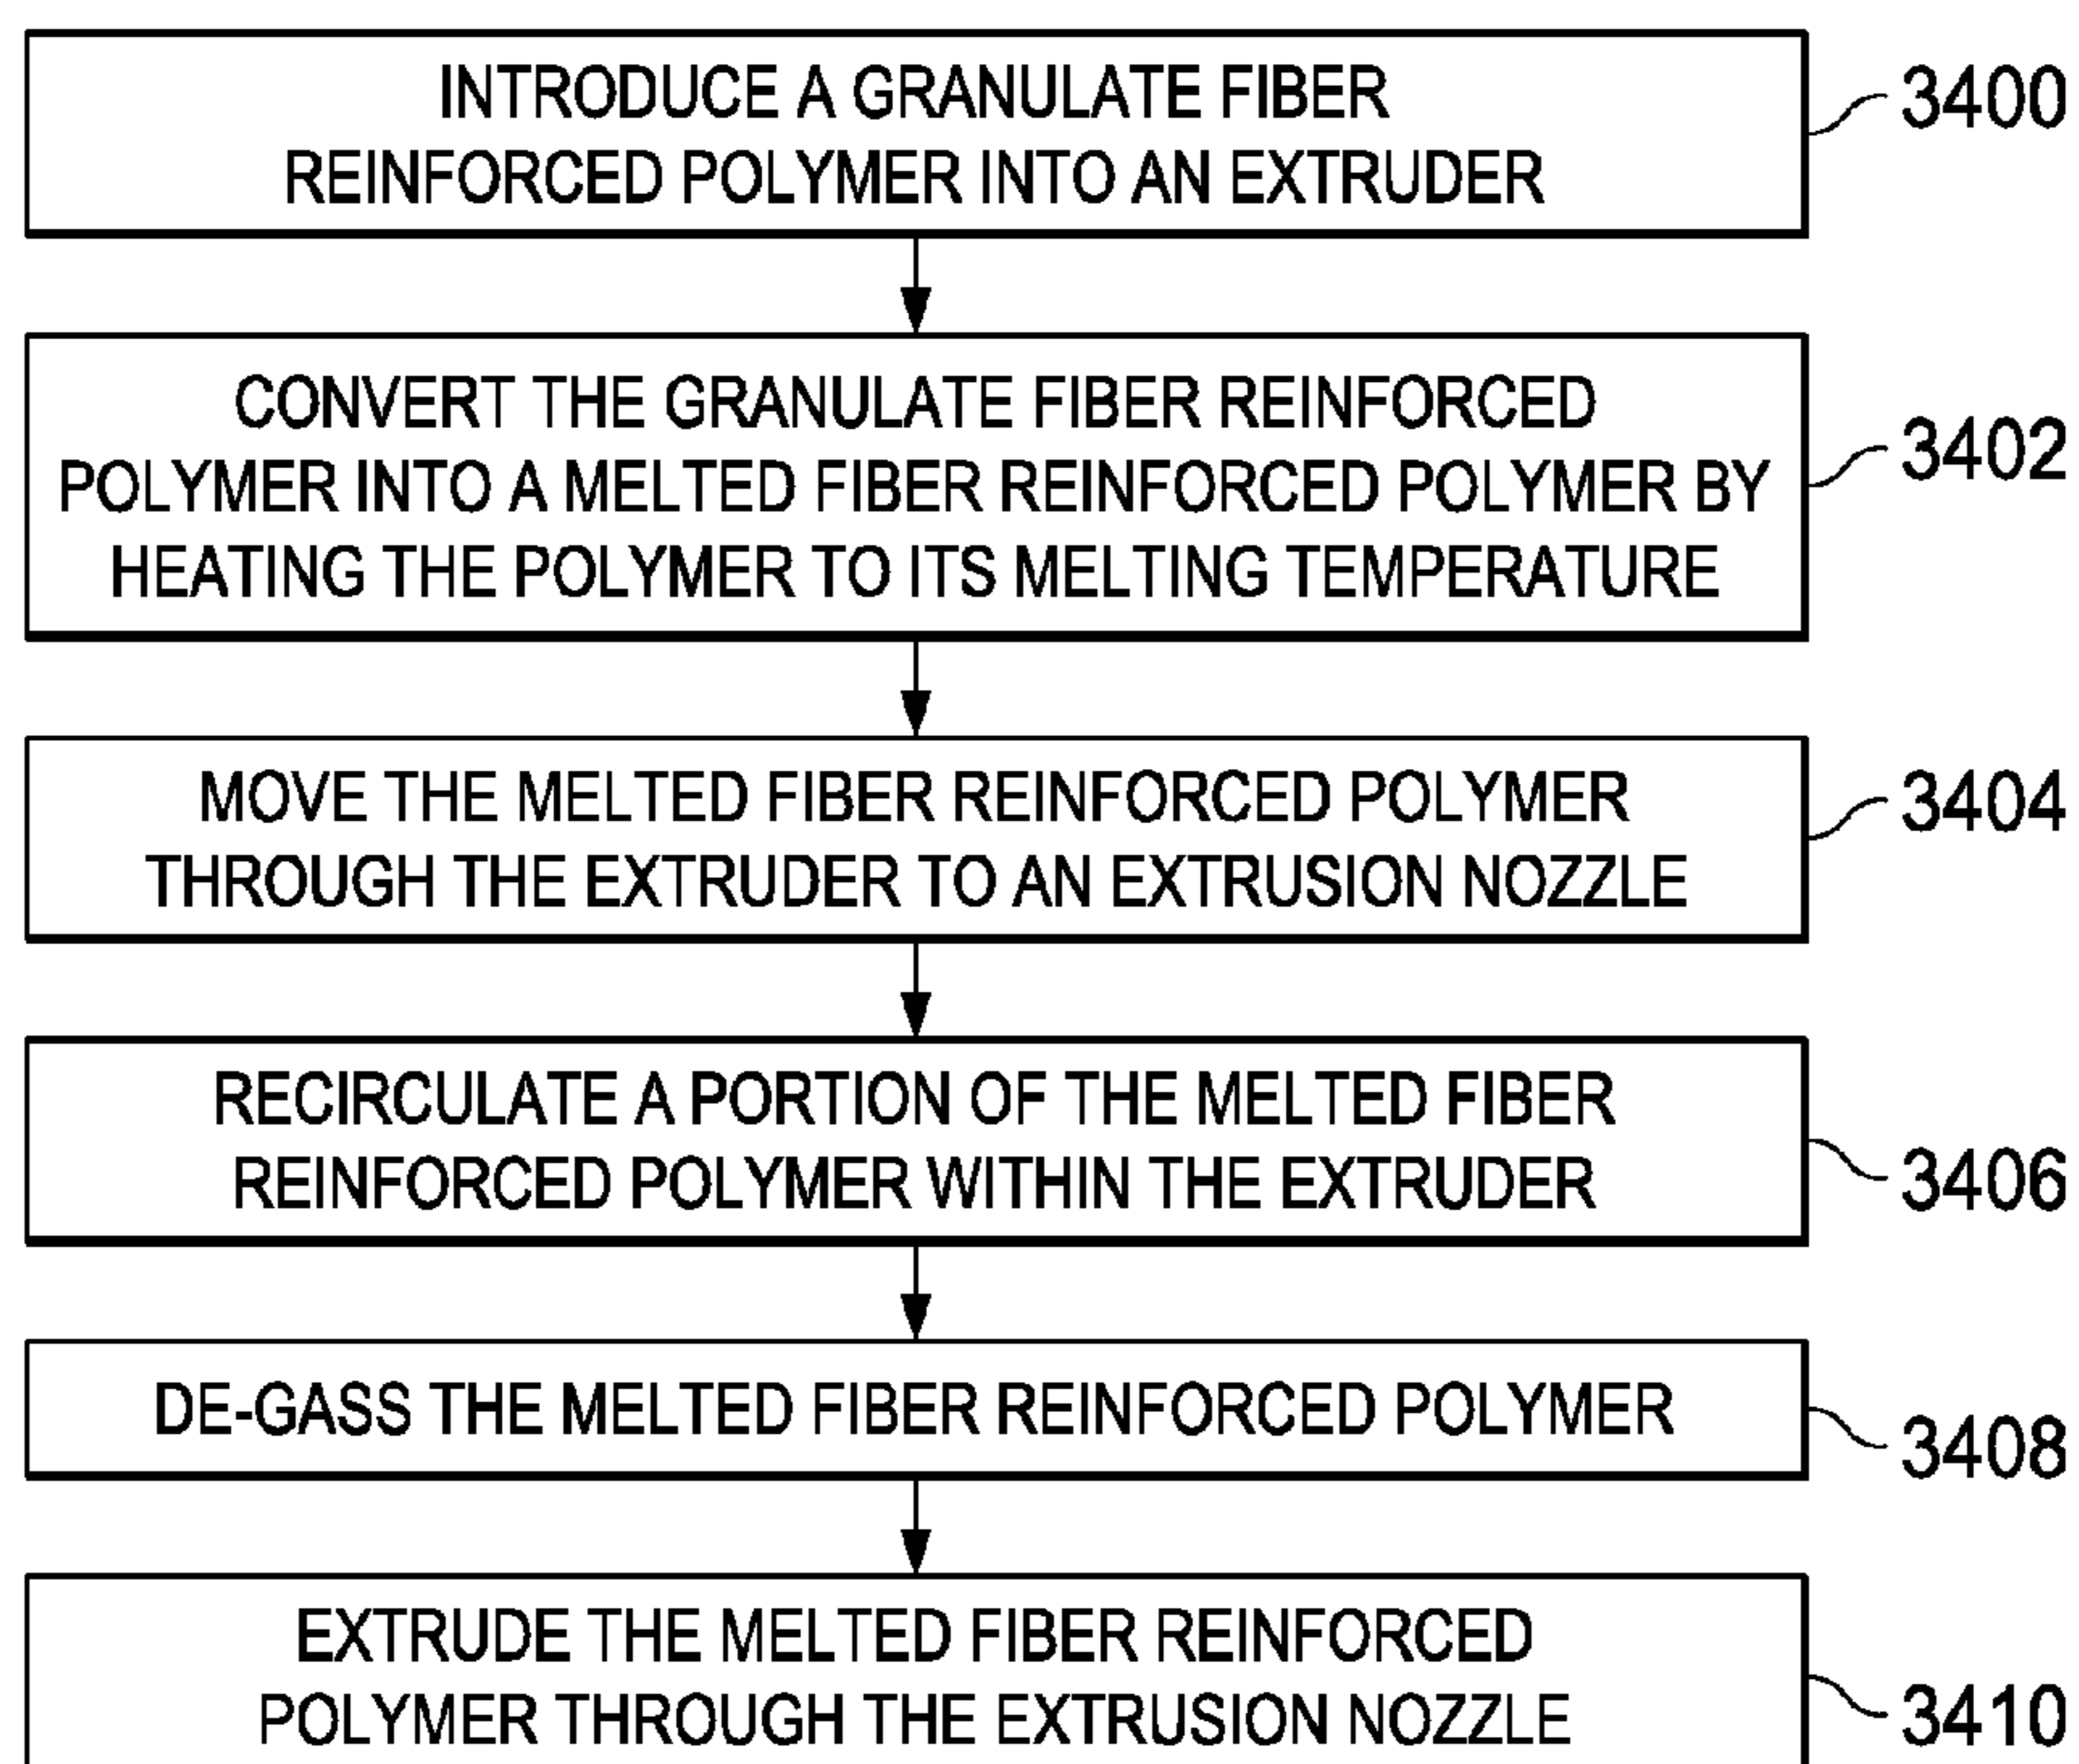 INTRODUCE A GRANULATE FIBER
REINFORCED POLYMER INTO AN EXTRUDER
3400
CONVERT THE GRANULATE FIBER REINFORCED
POLYMER INTO A MELTED FIBER REINFORCED POLYMER BY
HEATING THE POLYMER TO ITS MELTING TEMPERATURE
3402
MOVE THE MELTED FIBER REINFORCED POLYMER
THROUGH THE EXTRUDER TO AN EXTRUSION NOZZLE
3404
RECIRCULATE A PORTION OF THE MELTED FIBER
REINFORCED POLYMER WITHIN THE EXTRUDER
3406
DE-GASS THE MELTED FIBER REINFORCED POLYMER
3408
EXTRUDE THE MELTED FIBER REINFORCED
POLYMER THROUGH THE EXTRUSION NOZZLE
3410